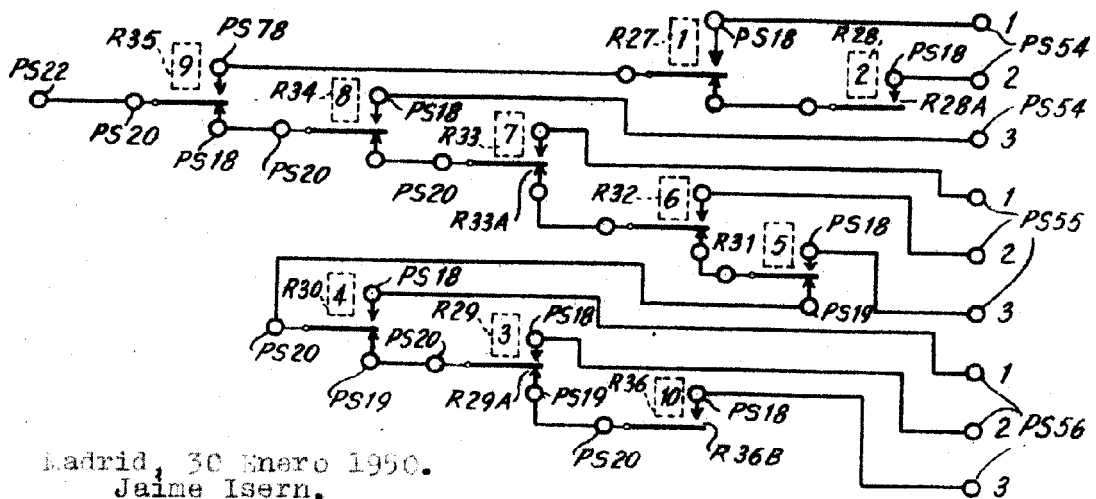 R35 9 PS78 R27 1 PS18 1
PS22 R34 8 R28 2 PS18 PS54
PS18 2
PS20 R28A
PS18 PS20 R33 7 3 PS54
PS20 R33A R32 6 1
R31 5 PS18 PS55
2
R30 4 PS18 PS19 3
PS20 PS20 R29 3 PS18
PS19 R29A PS19 R36 10 PS18 1
PS20 R36B 2 PS56
3
Madrid, 30 Enero 1950.
Jaime Isern.